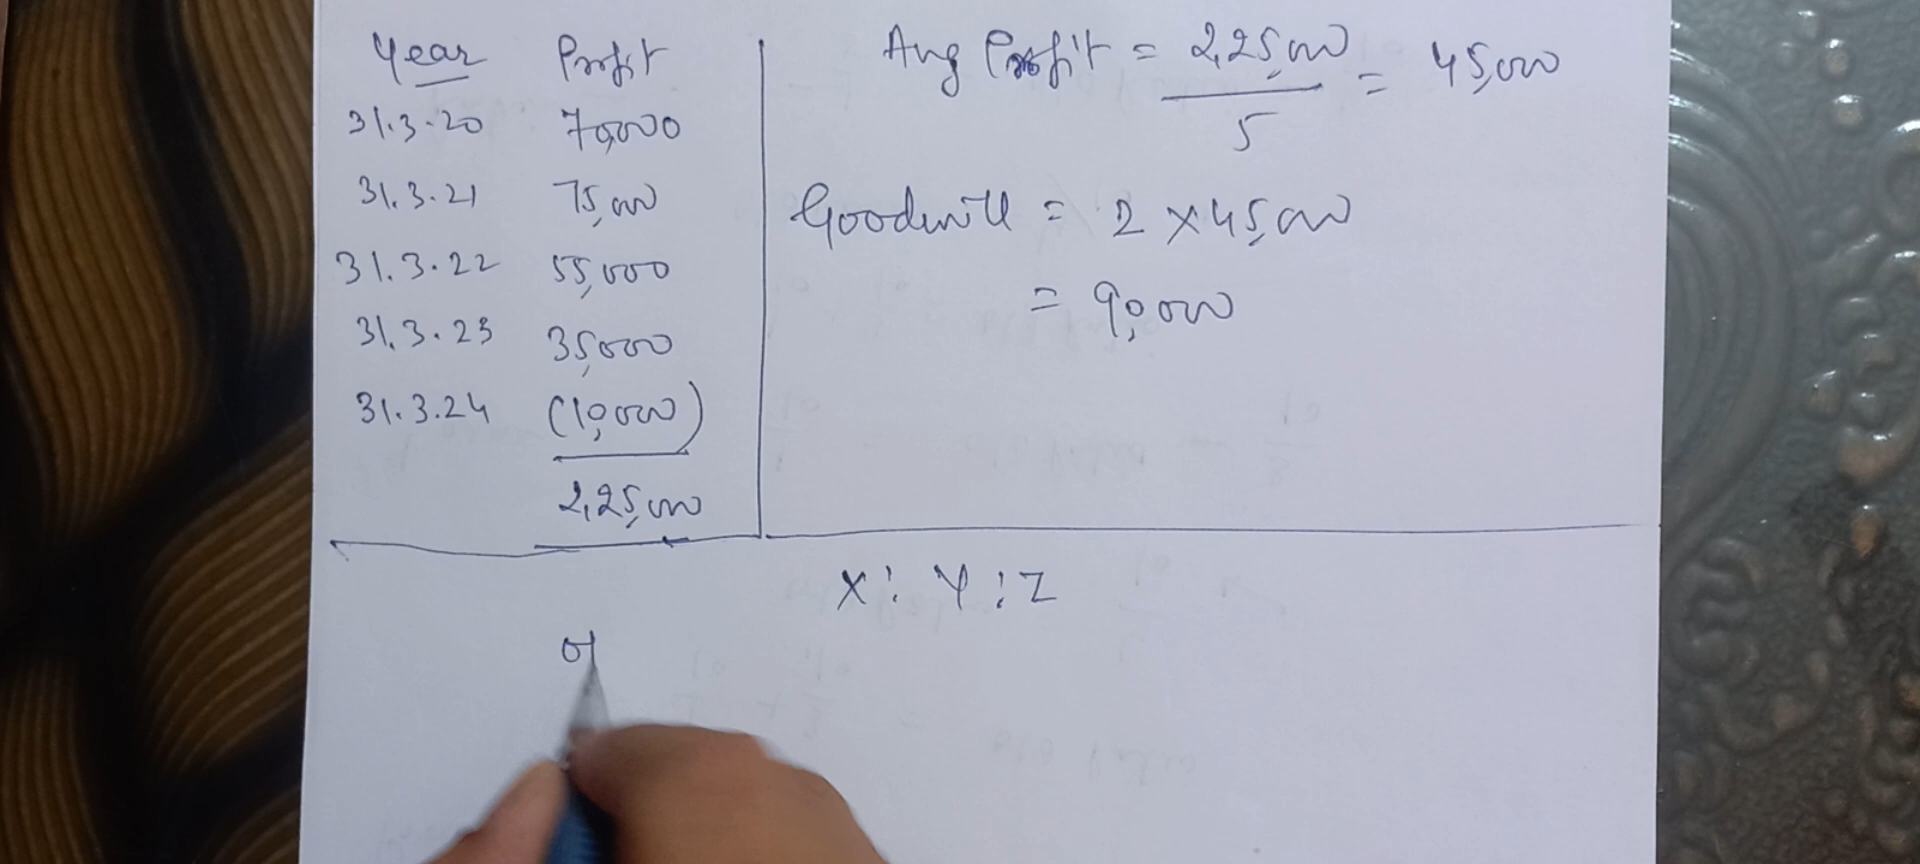 Year Profit
31.3.20 70,000
31.3.21 75,000
31.3.22 55,000
31.3.23 35,000
31.3.24 (10,000)
2,25,000
Avg Profit = 2,25,000 / 5 = 45,000
Goodwill = 2 × 45,000
= 90,000
X : Y : Z